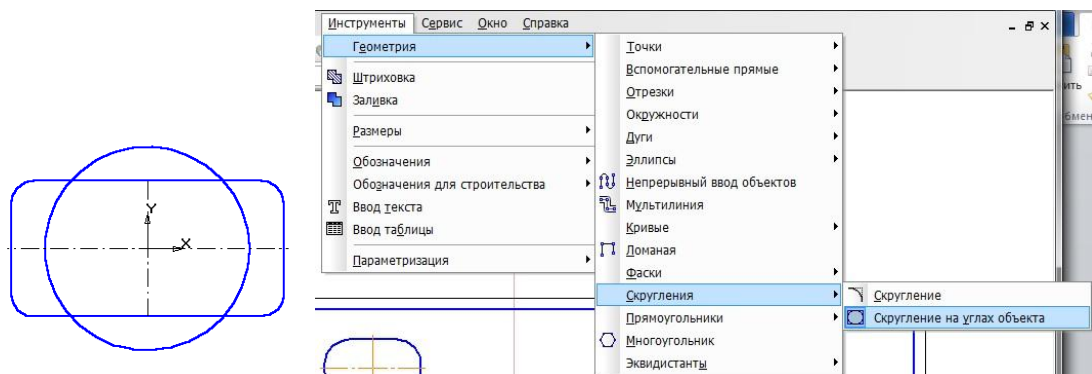 Инструменты Сервис Окно Справка
Геометрия
Штриховка
Заливка
Размеры
Обозначения
Обозначения для строительства
Ввод текста
Ввод таблицы
Параметризация
Точки
Вспомогательные прямые
Отрезки
Окружности
Дуги
Эллипсы
Непрерывный ввод объектов
Мультилиния
Кривые
Ломаная
Фаски
Скругления
Прямоугольники
Многоугольник
Эквидистанты
Скругление
Скругление на углах объекта
ить
бмен
Y
X